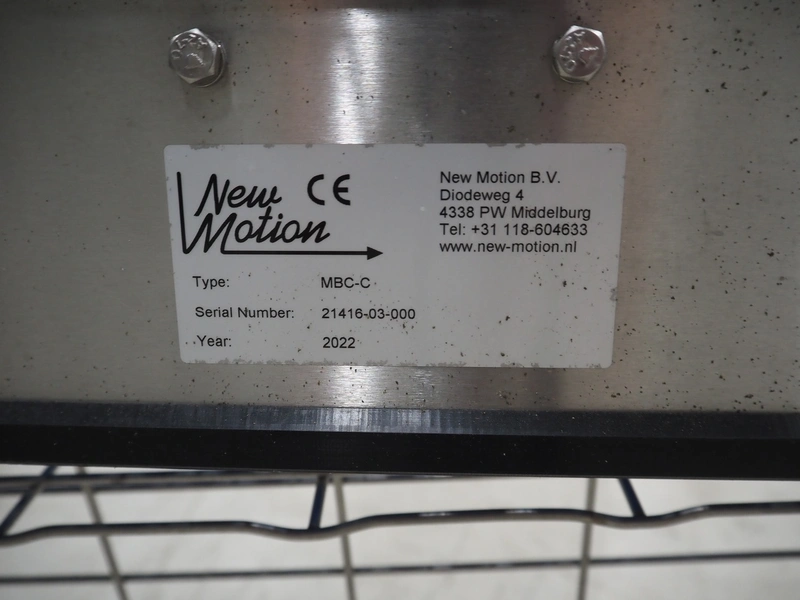 New Motion
CE
New Motion B.V.
Diodeweg 4
4338 PW Middelburg
Tel: +31 118-604633
www.new-motion.nl
Type: MBC-C
Serial Number: 21416-03-000
Year: 2022